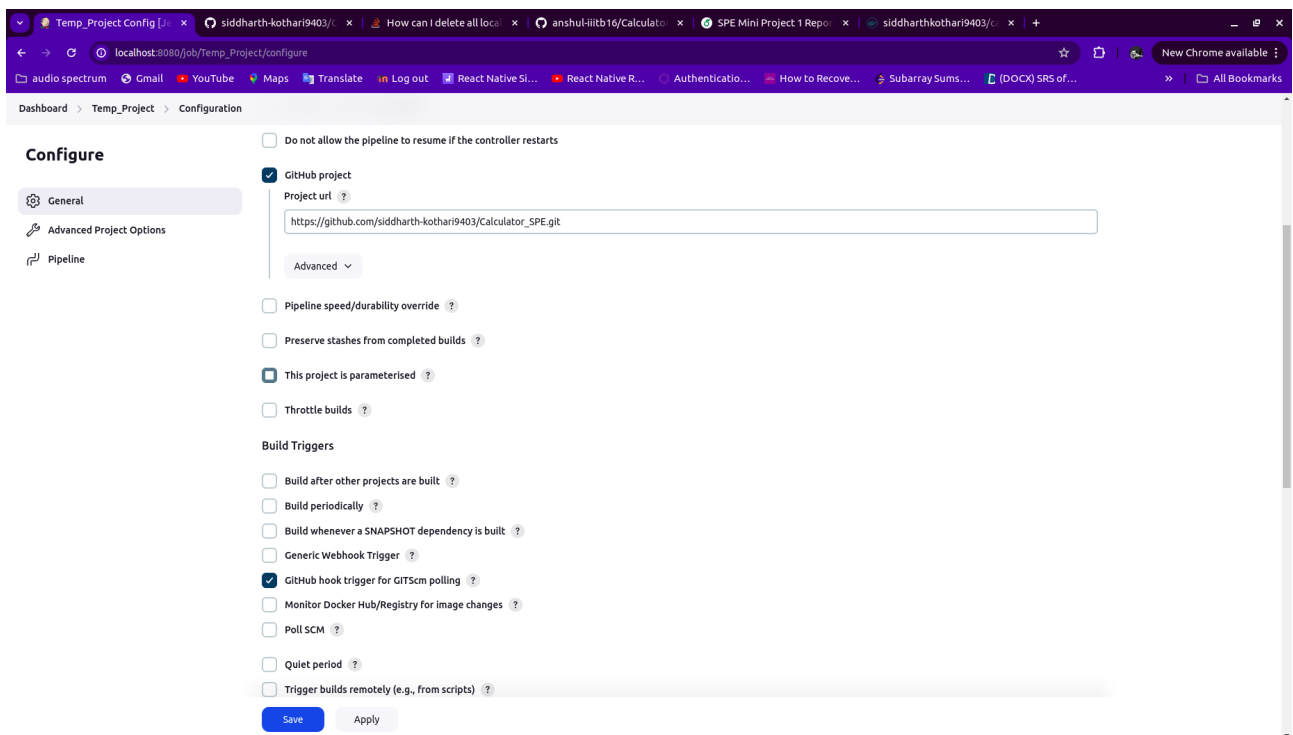 Temp_Project Config [Je
siddharth-kothari9403/C
How can I delete all local
anshul-iiitb16/Calculator
SPE Mini Project 1 Repor
siddharthkothari9403/ca
localhost:8080/job/Temp_Project/configure
New Chrome available
audio spectrum
Gmail
YouTube
Maps
Translate
Log out
React Native Si...
React Native R...
Authenticatio...
How to Recove...
Subarray Sums...
(DOCX) SRS of...
»
All Bookmarks
Dashboard > Temp_Project > Configuration
Configure
General
Advanced Project Options
Pipeline
Do not allow the pipeline to resume if the controller restarts
GitHub project
Project url ?
https://github.com/siddharth-kothari9403/Calculator_SPE.git
Advanced
Pipeline speed/durability override ?
Preserve stashes from completed builds ?
This project is parameterised ?
Throttle builds ?
Build Triggers
Build after other projects are built ?
Build periodically ?
Build whenever a SNAPSHOT dependency is built ?
Generic Webhook Trigger ?
GitHub hook trigger for GITScm polling ?
Monitor Docker Hub/Registry for image changes ?
Poll SCM ?
Quiet period ?
Trigger builds remotely (e.g., from scripts) ?
Save
Apply